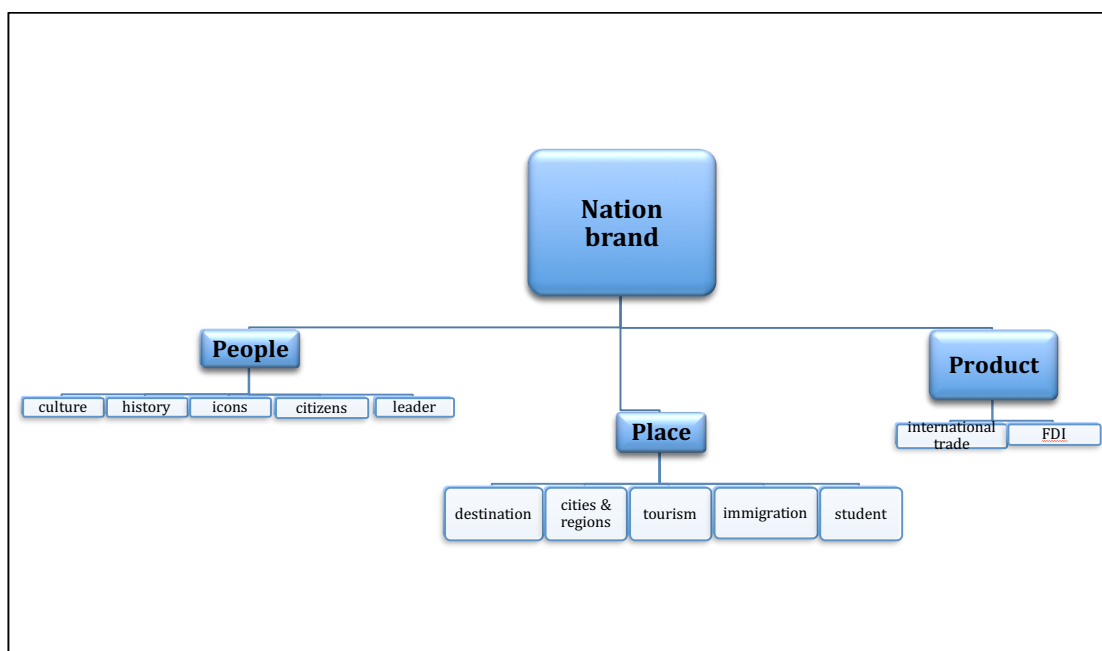 Nation
brand
People
culture
history
icons
citizens
leader
Place
destination
cities &
regions
tourism
immigration
student
Product
international
trade
FDI